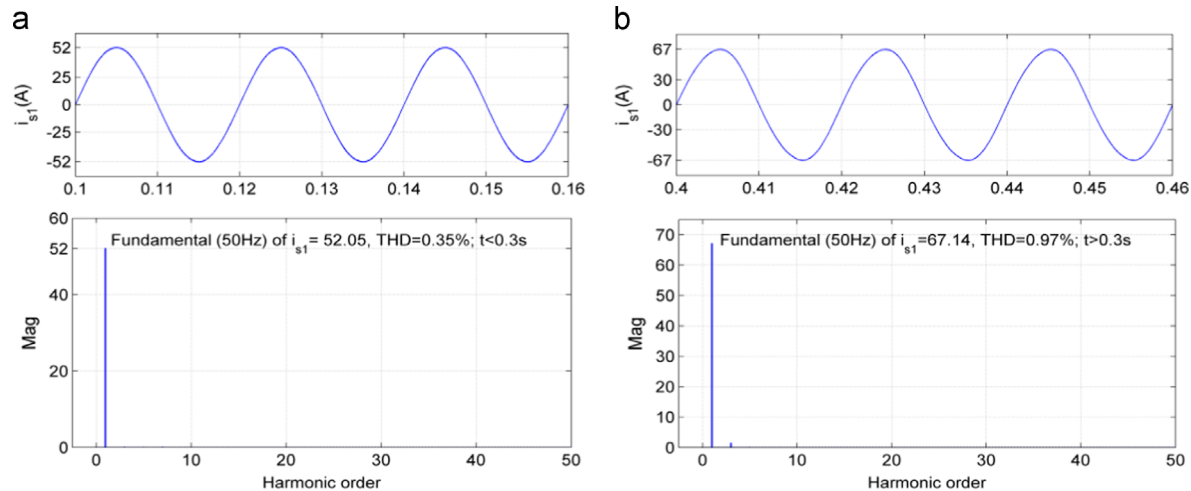 a
52
25
0
-25
-52
i_s1(A)
0.1 0.11 0.12 0.13 0.14 0.15 0.16
60
52
40
20
0
Mag
Fundamental (50Hz) of i_s1= 52.05, THD=0.35%; t<0.3s
0 10 20 30 40 50
Harmonic order
b
67
30
0
-30
-67
i_s1(A)
0.4 0.41 0.42 0.43 0.44 0.45 0.46
70
60
50
40
30
20
10
0
Mag
Fundamental (50Hz) of i_s1=67.14, THD=0.97%; t>0.3s
0 10 20 30 40 50
Harmonic order